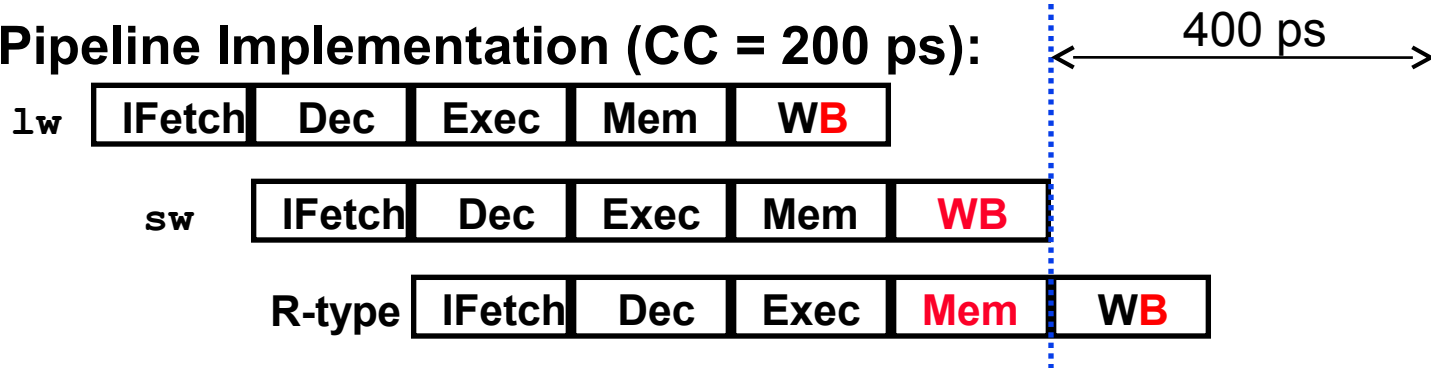 Pipeline Implementation (CC = 200 ps):
400 ps
lw IFetch Dec Exec Mem WB
sw IFetch Dec Exec Mem WB
R-type IFetch Dec Exec Mem WB